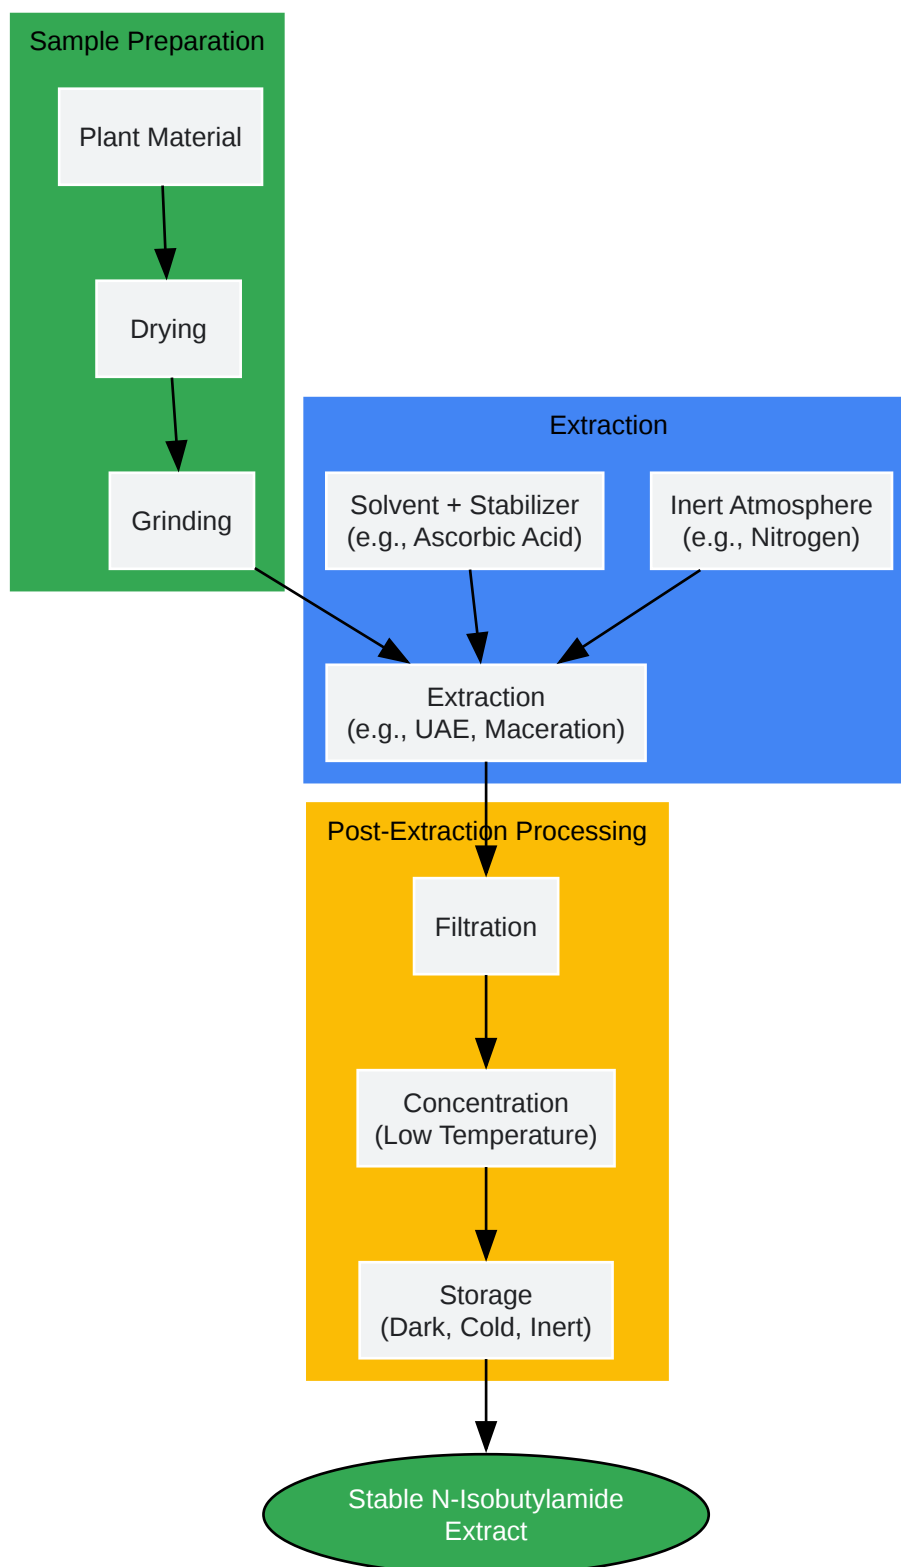 Sample Preparation
Plant Material
Drying
Grinding
Extraction
Solvent + Stabilizer
(e.g., Ascorbic Acid)
Inert Atmosphere
(e.g., Nitrogen)
Extraction
(e.g., UAE, Maceration)
Post-Extraction Processing
Filtration
Concentration
(Low Temperature)
Storage
(Dark, Cold, Inert)
Stable N-Isobutylamide
Extract